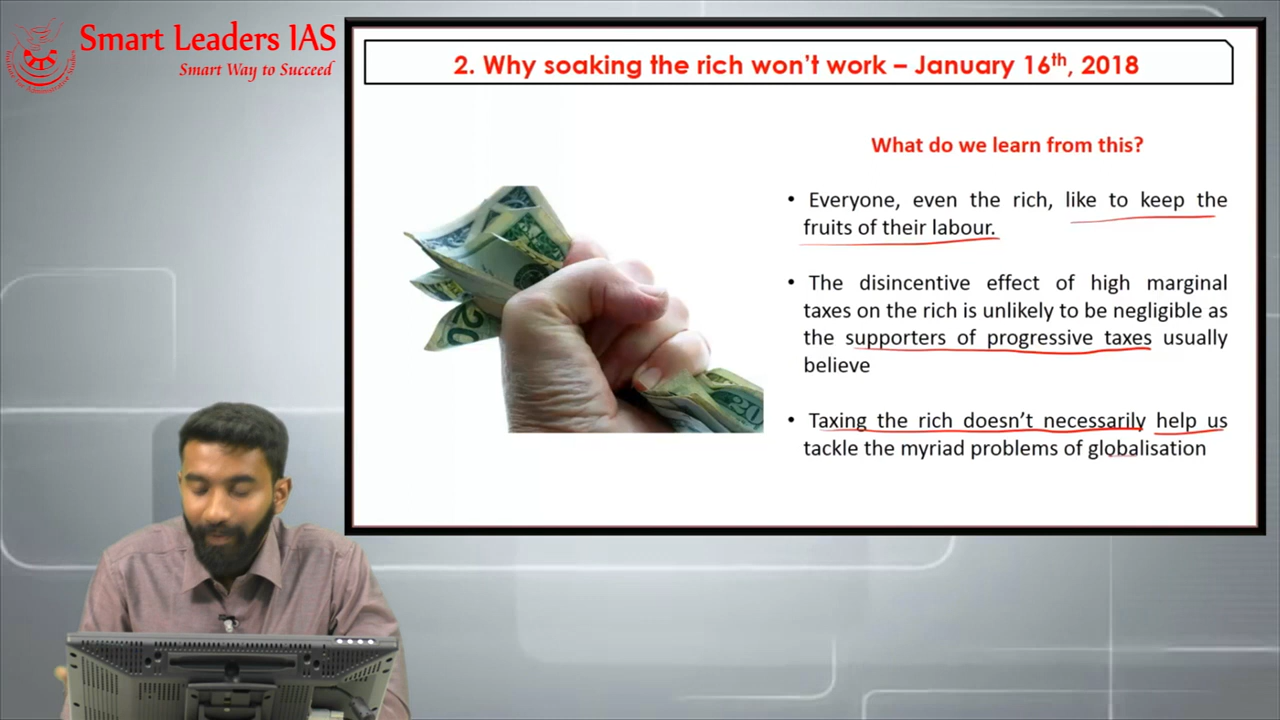 Smart Leaders IAS
Smart Way to Succeed
2. Why soaking the rich won't work – January 16th, 2018
What do we learn from this?
• Everyone, even the rich, like to keep the
fruits of their labour.
• The disincentive effect of high marginal
taxes on the rich is unlikely to be negligible as
the supporters of progressive taxes usually
believe
• Taxing the rich doesn't necessarily help us
tackle the myriad problems of globalisation
20
20